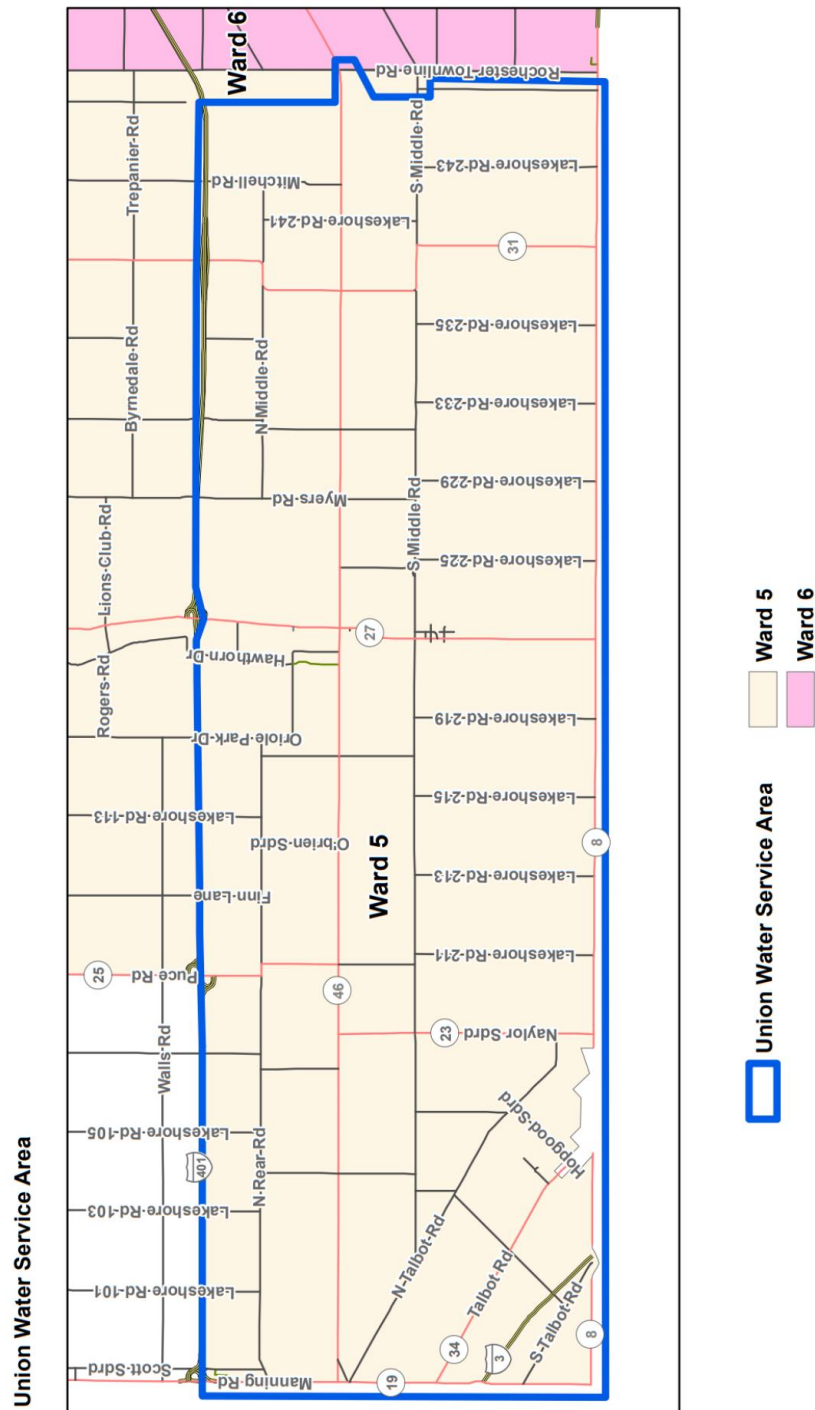 Union Water Service Area
Ward 6
Trepanier-Rd
Rochester Townline-Rd
S-Middle-Rd
Mitchell-Rd
Lakeshore-Rd-243
Lakeshore-Rd-241
31
Byrnedale-Rd
N-Middle-Rd
Lakeshore-Rd-235
Lakeshore-Rd-233
Myers-Rd
Lakeshore-Rd-229
S-Middle-Rd
Lakeshore-Rd-225
Lions-Club-Rd
27
Hawthorn-Dr
Rogers-Rd
Oriole-Park-Dr
Lakeshore-Rd-219
Lakeshore-Rd-113
Lakeshore-Rd-215
O'brien-Sdrd
8
Ward 5
Finn-Lane
Lakeshore-Rd-213
Lakeshore-Rd-211
25
Puce-Rd
46
Walls-Rd
23
Naylor Sdrd
Hopgood-Sdrd
Lakeshore-Rd-105
401
N-Rear-Rd
Lakeshore-Rd-103
N-Talbot-Rd
Lakeshore-Rd-101
Talbot-Rd
34
3
S-Talbot-Rd
8
Scott-Sdrd
Manning-Rd
19
Union Water Service Area
Ward 5
Ward 6